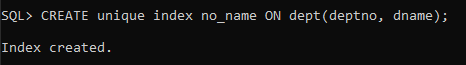 SQL> CREATE unique index no_name ON dept(deptno, dname);
Index created.